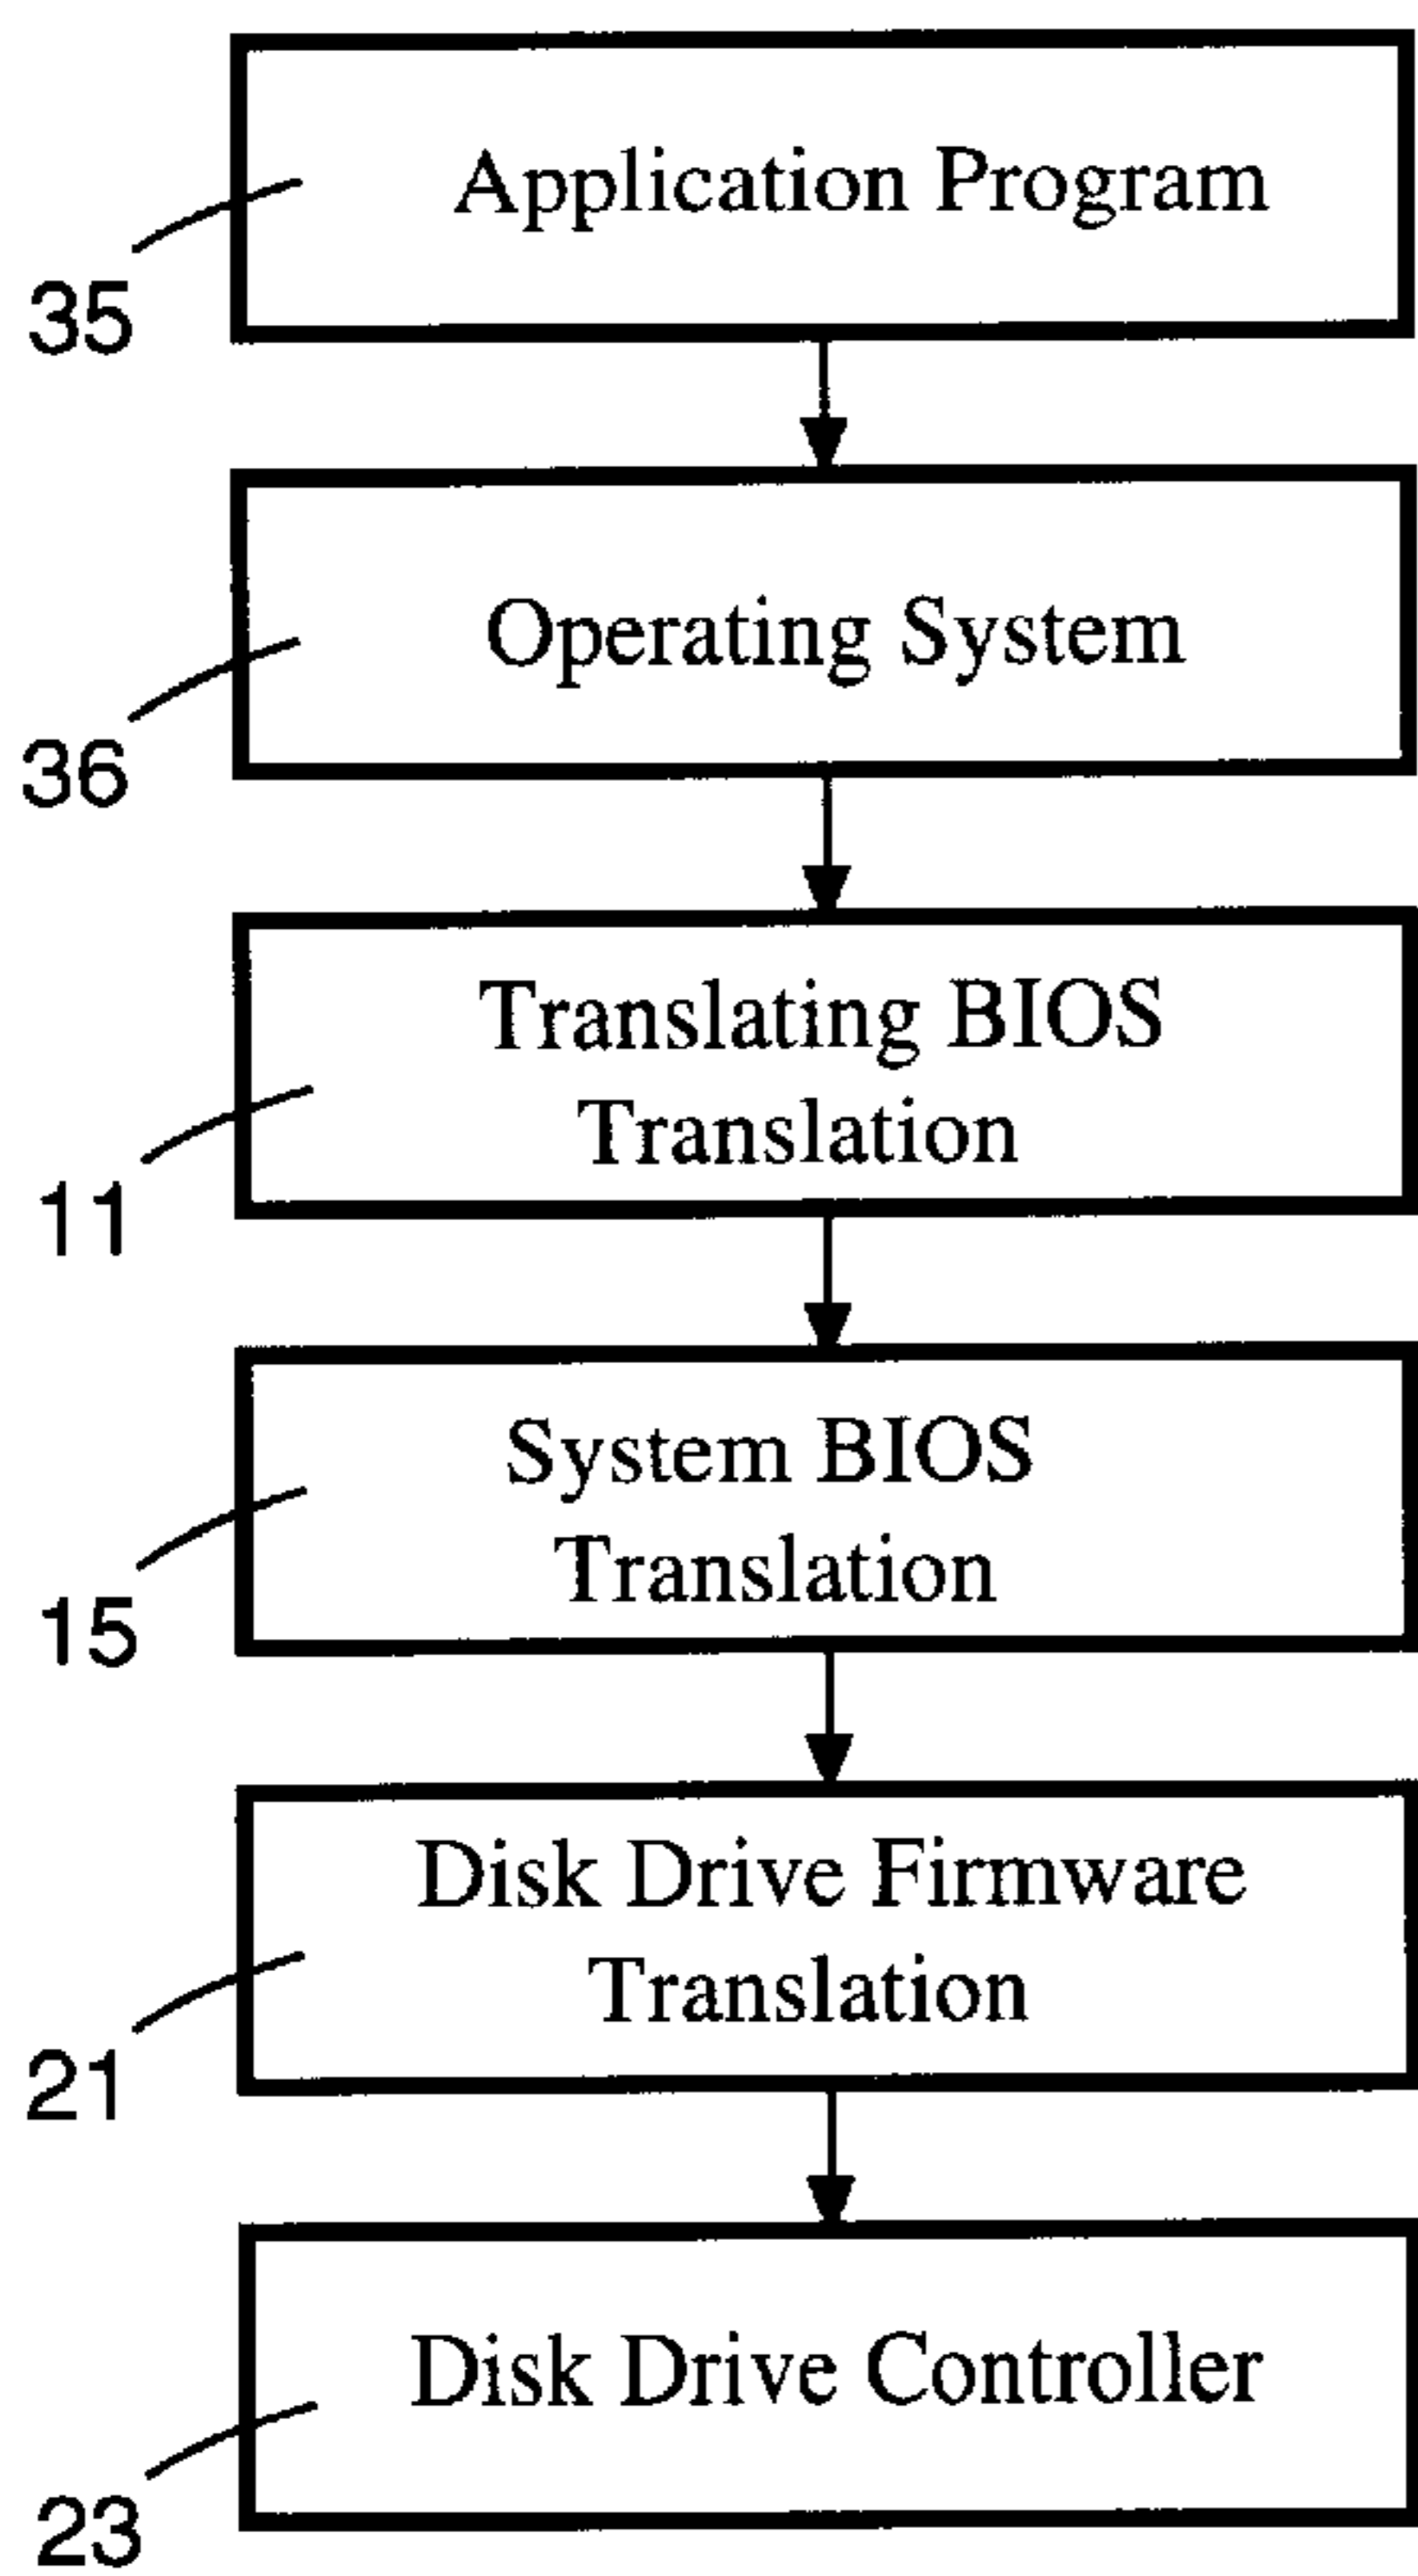 Application Program
35
Operating System
36
Translating BIOS
Translation
11
System BIOS
Translation
15
Disk Drive Firmware
Translation
21
Disk Drive Controller
23